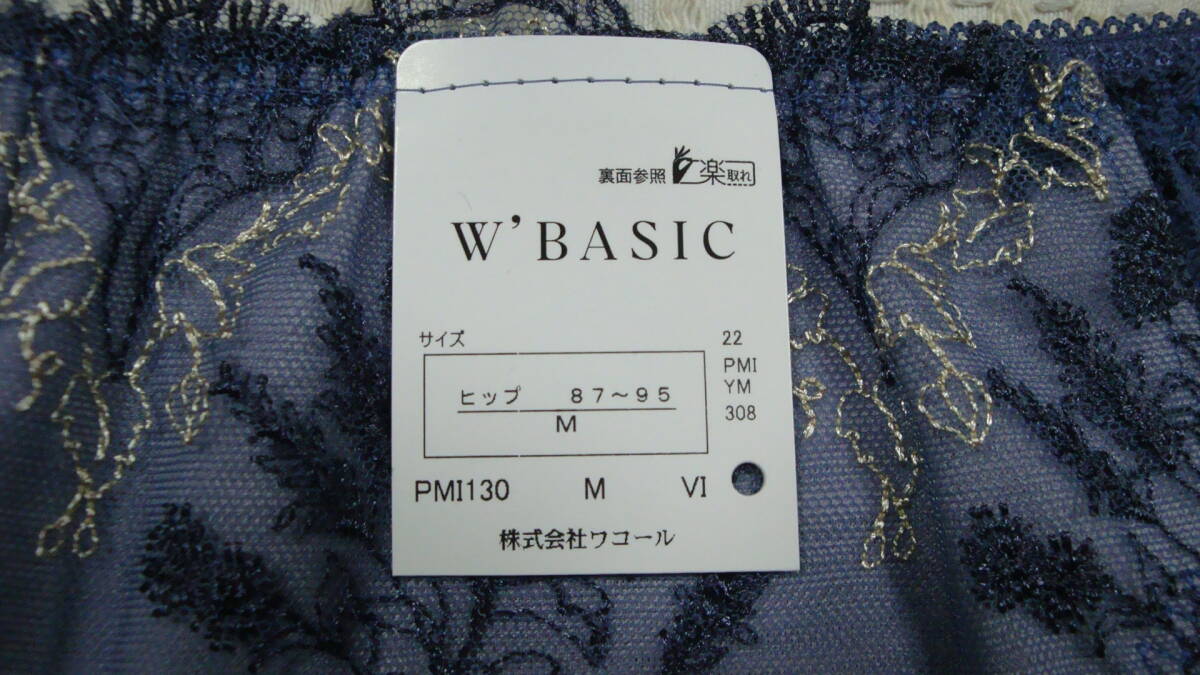 裏面参照 楽取れ
W'BASIC
サイズ
ヒップ 87～95
M
22
PMI
YM
308
PMI130 M VI
株式会社ワコール